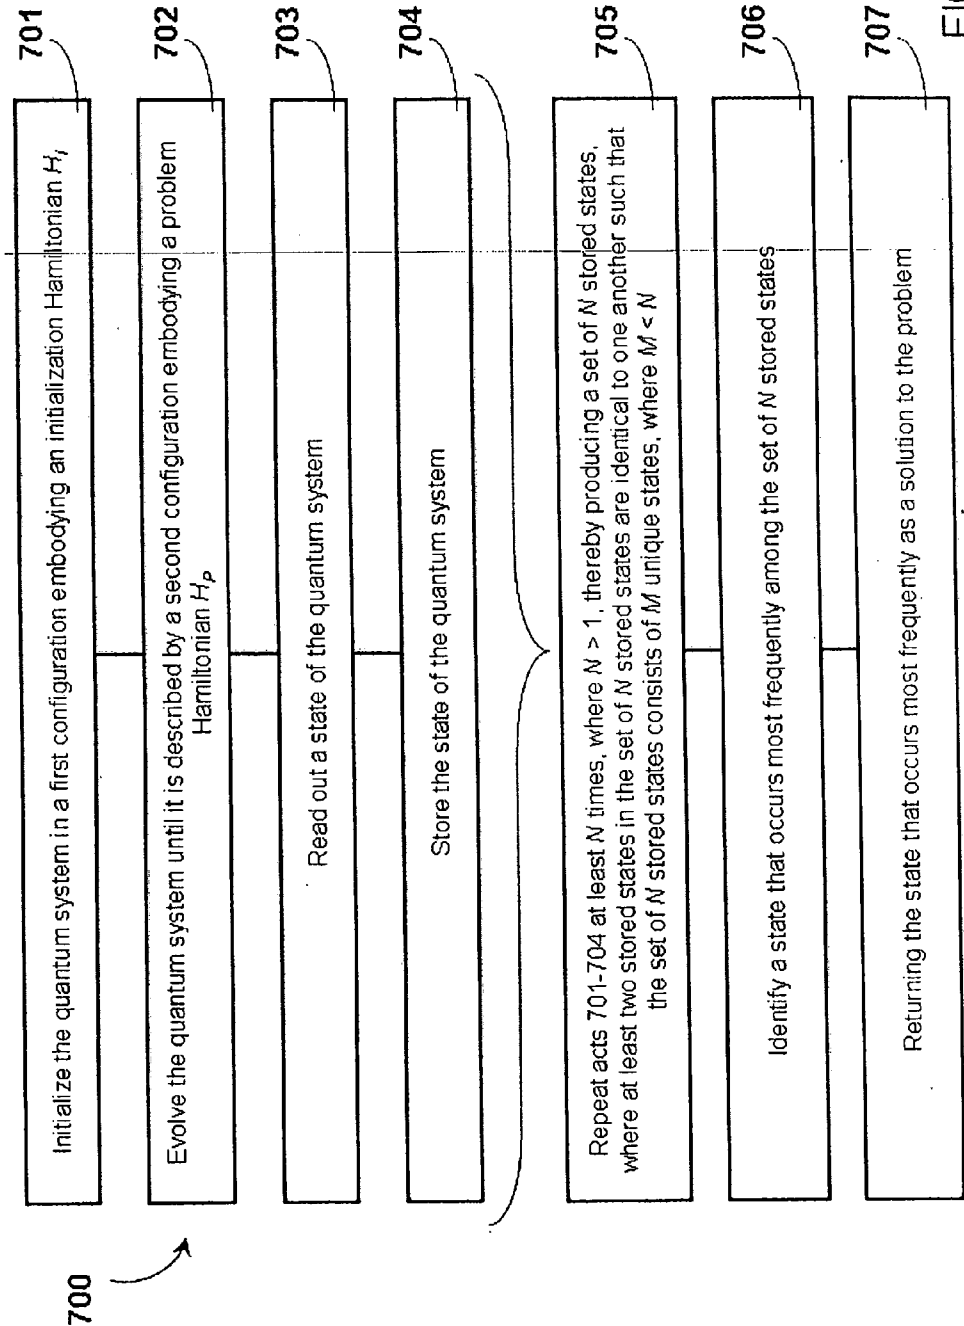 700
701
Initialize the quantum system in a first configuration embodying an initialization Hamiltonian H_I
702
Evolve the quantum system until it is described by a second configuration embodying a problem
Hamiltonian H_P
703
Read out a state of the quantum system
704
Store the state of the quantum system
705
Repeat acts 701-704 at least N times, where N > 1, thereby producing a set of N stored states,
where at least two stored states in the set of N stored states are identical to one another such that
the set of N stored states consists of M unique states, where M < N
706
Identify a state that occurs most frequently among the set of N stored states
707
Returning the state that occurs most frequently as a solution to the problem